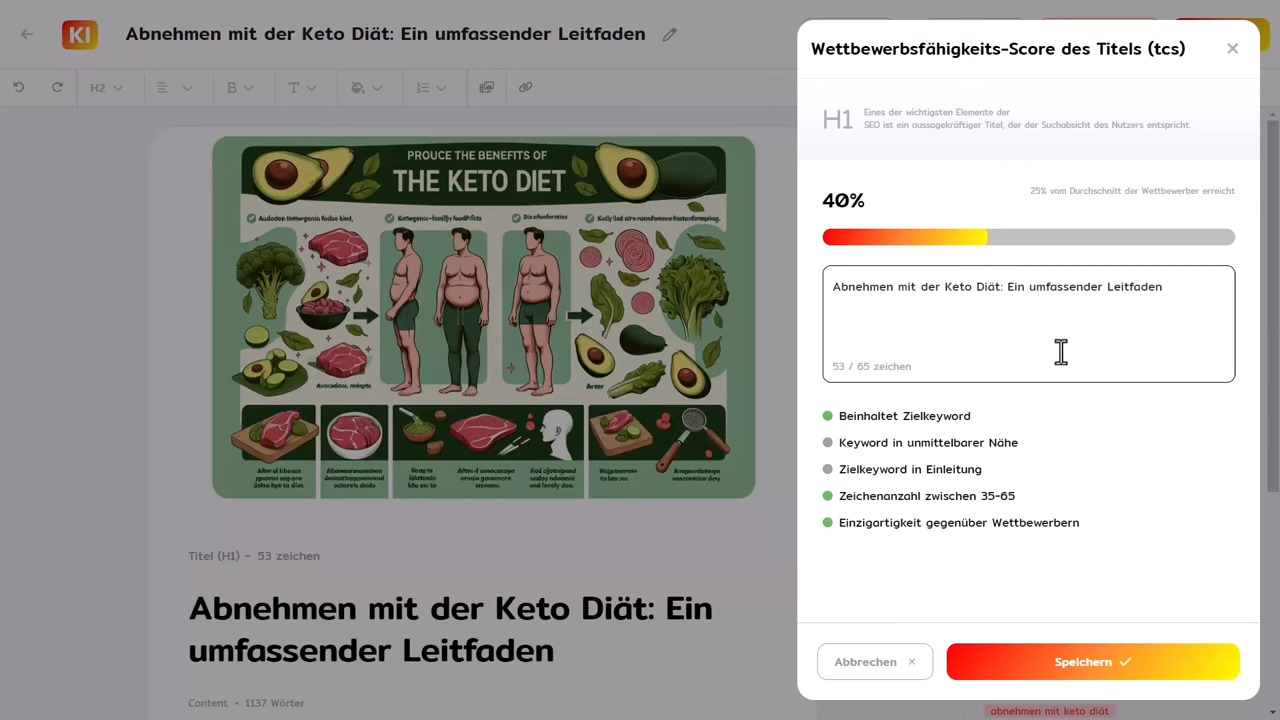 KI
Abnehmen mit der Keto Diät: Ein umfassender Leitfaden
H2
B
T
PROUCE THE BENEFITS OF
THE KETO DIET
Titel (H1) – 53 zeichen
Abnehmen mit der Keto Diät: Ein
umfassender Leitfaden
Content • 1137 Wörter
Wettbewerbsfähigkeits-Score des Titels (tcs)
H1
Eines der wichtigsten Elemente der
SEO ist ein aussagekräftiger Titel, der der Suchabsicht des Nutzers entspricht.
40%
25% vom Durchschnitt der Wettbewerber erreicht
Abnehmen mit der Keto Diät: Ein umfassender Leitfaden
53 / 65 zeichen
Beinhaltet Zielkeyword
Keyword in unmittelbarer Nähe
Zielkeyword in Einleitung
Zeichenanzahl zwischen 35-65
Einzigartigkeit gegenüber Wettbewerbern
Abbrechen
Speichern
abnehmen mit keto diät